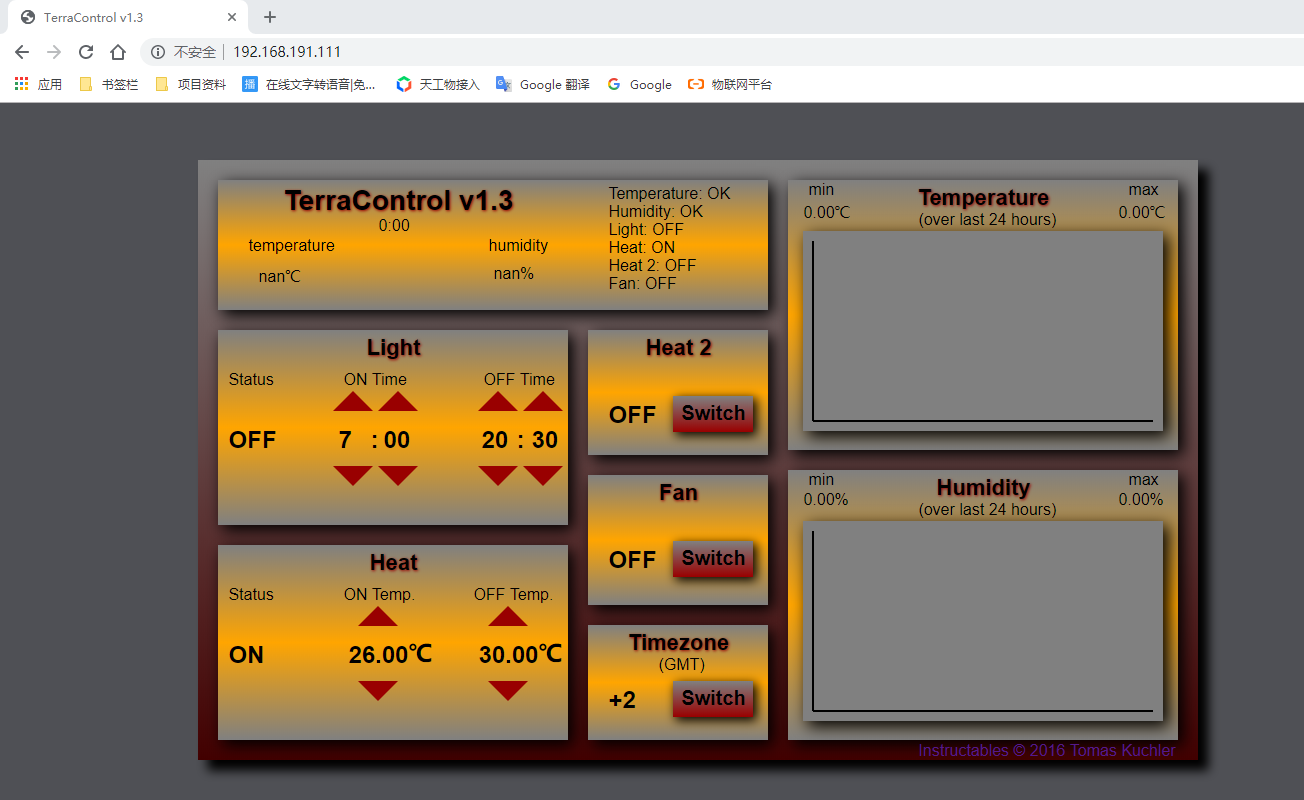 TerraControl v1.3
不安全 192.168.191.111
应用 书签栏 项目资料 播 在线文字转语音|免... 天工物接入 Google 翻译 Google 物联网平台
TerraControl v1.3
0:00
temperature humidity
nan℃ nan%
Temperature: OK
Humidity: OK
Light: OFF
Heat: ON
Heat 2: OFF
Fan: OFF
min Temperature max
0.00℃ (over last 24 hours) 0.00℃
Light
Status ON Time OFF Time
OFF 7 : 00 20 : 30
Heat 2
OFF Switch
Fan
OFF Switch
min Humidity max
0.00% (over last 24 hours) 0.00%
Heat
Status ON Temp. OFF Temp.
ON 26.00℃ 30.00℃
Timezone
(GMT)
+2 Switch
Instructables © 2016 Tomas Kuchler